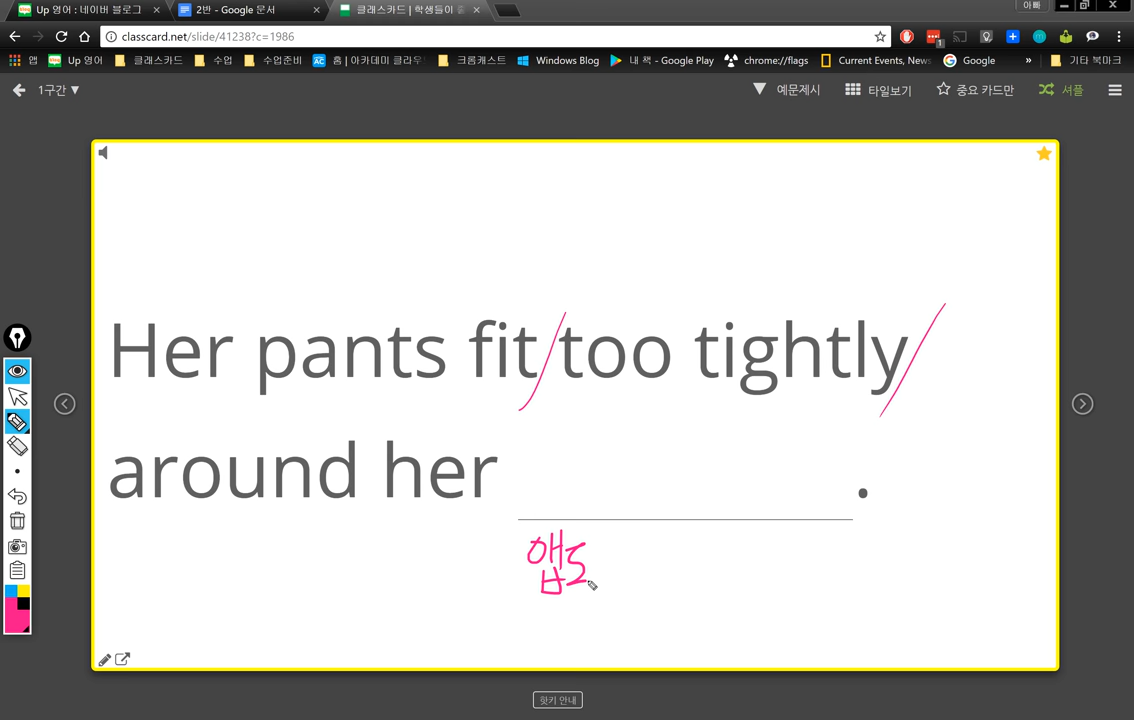 Up 영어 : 네이버 블로그
2반 - Google 문서
클래스카드 | 학생들이 좋
아빠
classcard.net/slide/41238?c=1986
앱
Up 영어
클래스카드
수업
수업준비
홈 | 아카데미 클라우
크롬캐스트
Windows Blog
내 책 - Google Play
chrome://flags
Current Events, News
Google
»
기타 북마크
1구간 ▼
예문제시
타일보기
중요 카드만
셔플
Her pants fit too tightly
around her .
핫키 안내